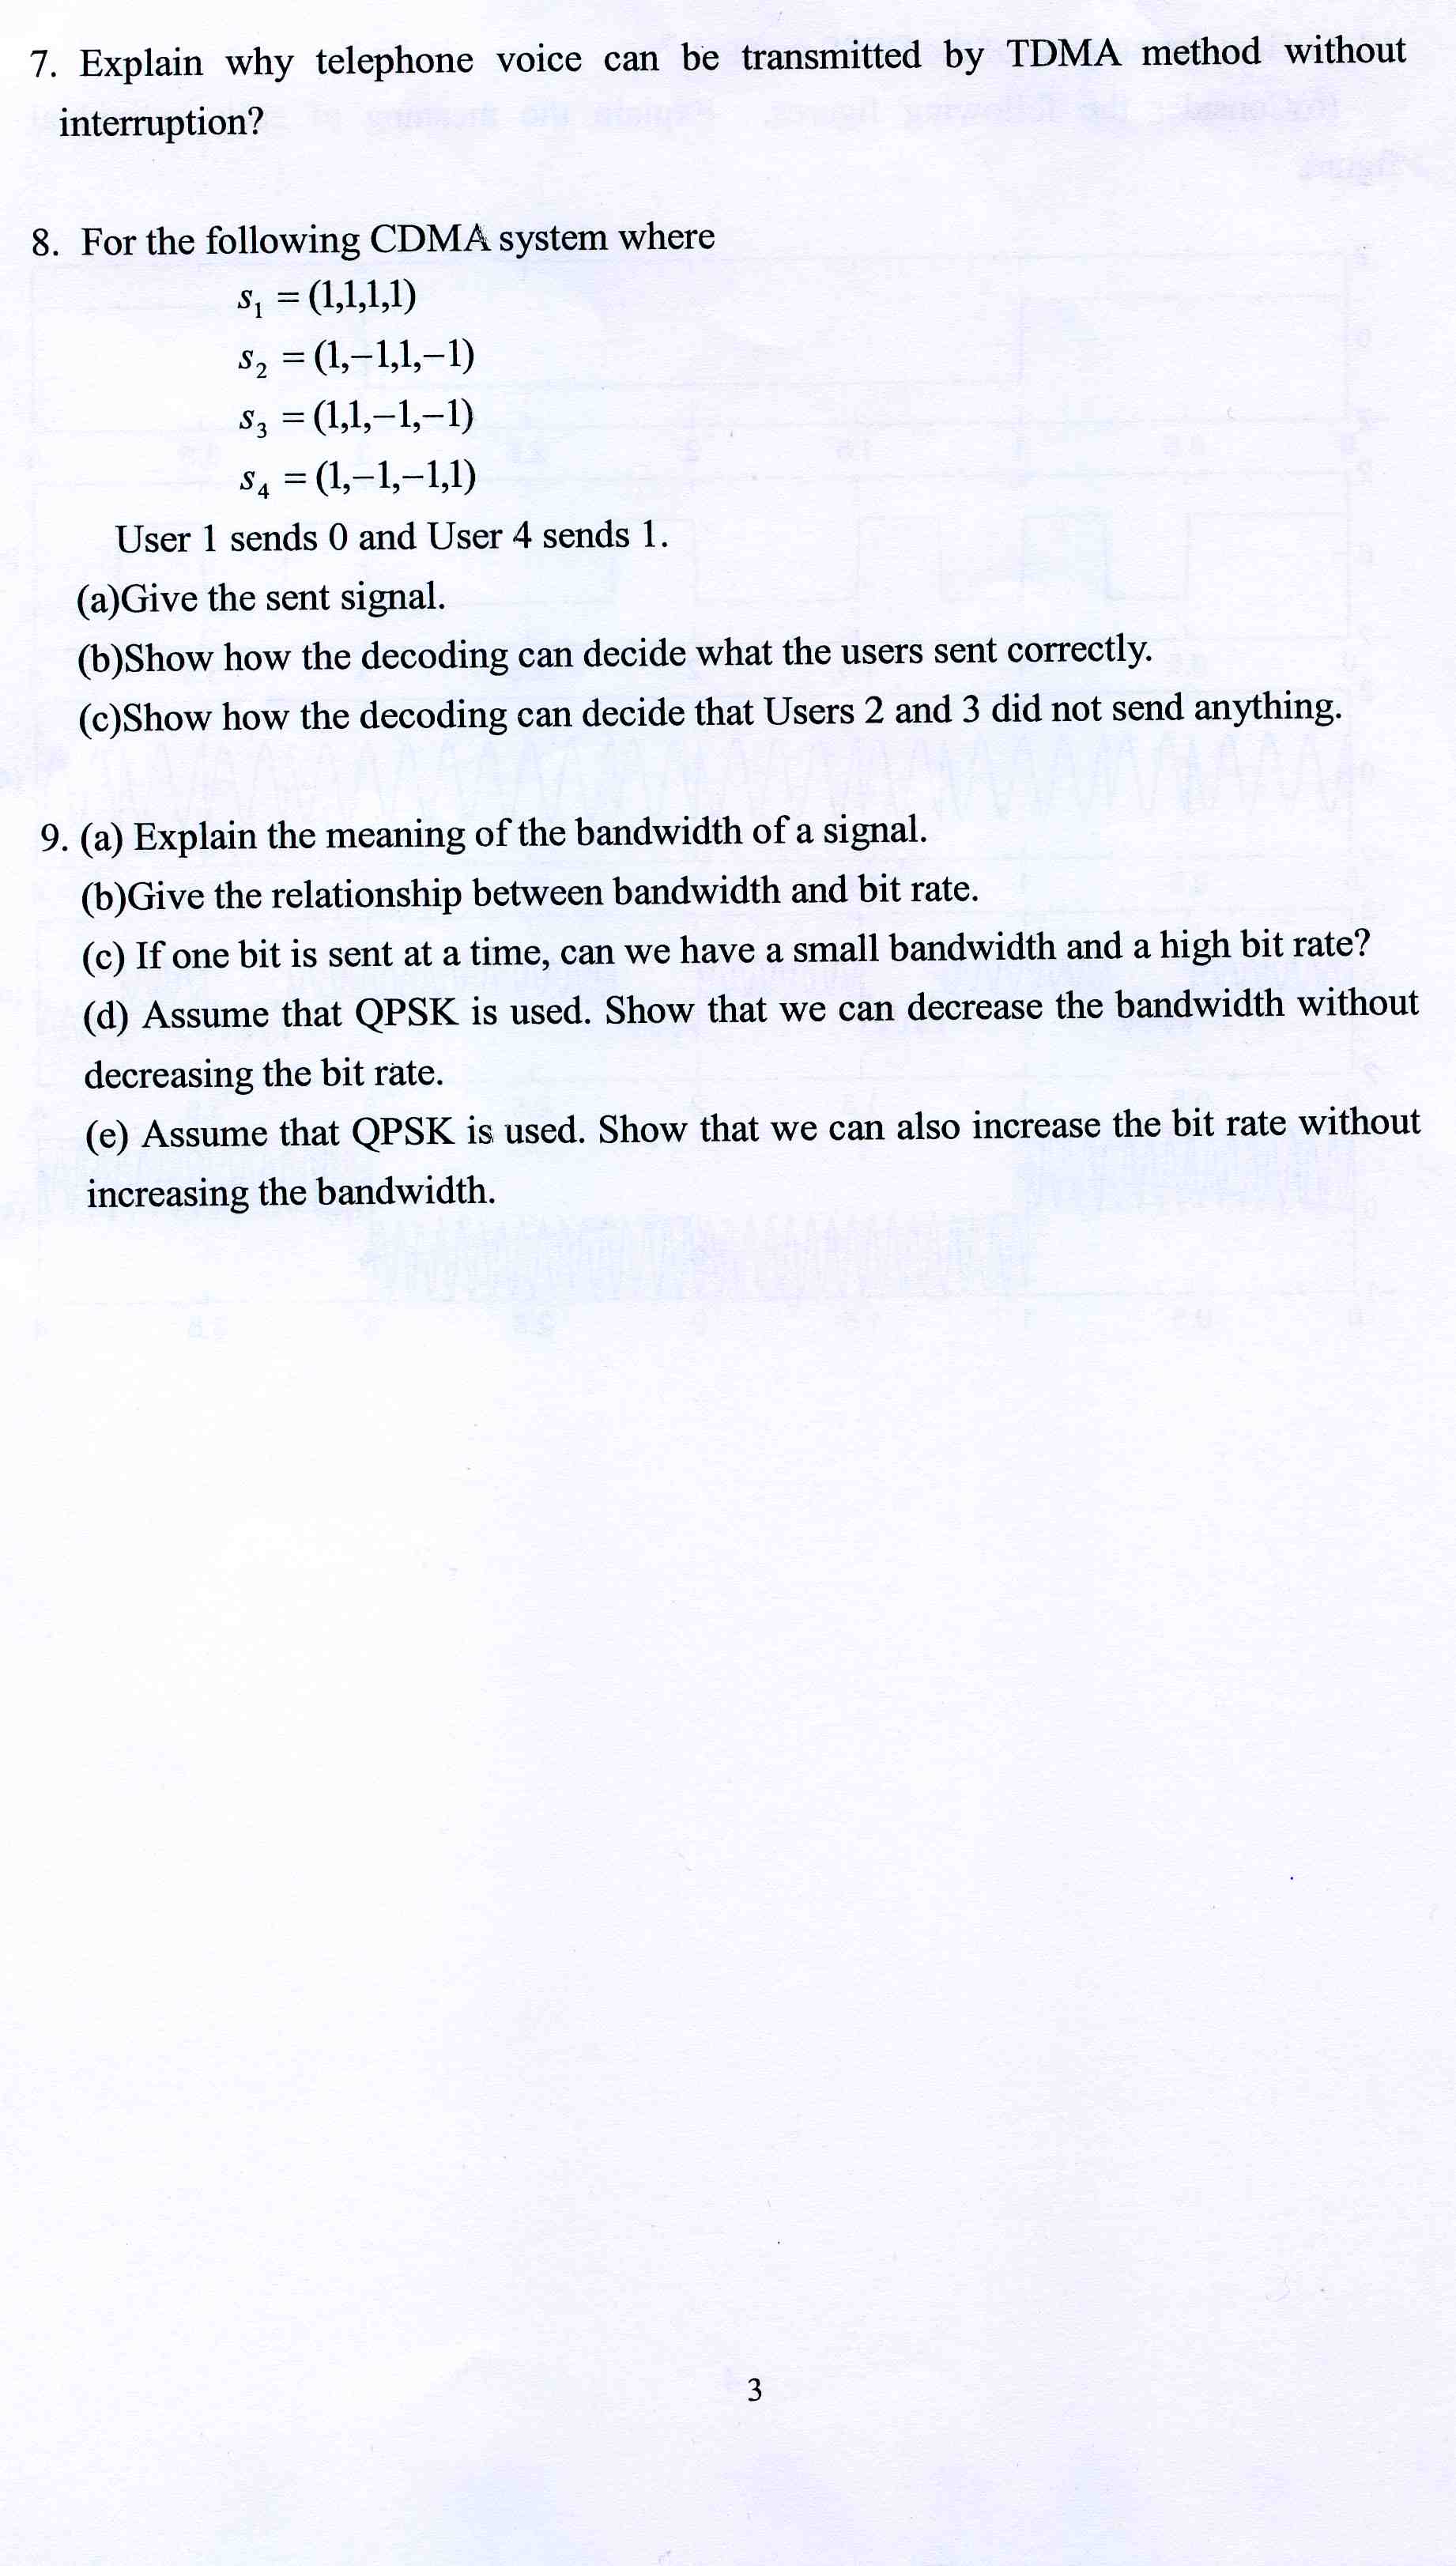 7. Explain why telephone voice can be transmitted by TDMA method without
interruption?
8. For the following CDMA system where
s₁ = (1,1,1,1)
s₂ = (1,−1,1,−1)
s₃ = (1,1,−1,−1)
s₄ = (1,−1,−1,1)
User 1 sends 0 and User 4 sends 1.
(a)Give the sent signal.
(b)Show how the decoding can decide what the users sent correctly.
(c)Show how the decoding can decide that Users 2 and 3 did not send anything.
9. (a) Explain the meaning of the bandwidth of a signal.
(b)Give the relationship between bandwidth and bit rate.
(c) If one bit is sent at a time, can we have a small bandwidth and a high bit rate?
(d) Assume that QPSK is used. Show that we can decrease the bandwidth without
decreasing the bit rate.
(e) Assume that QPSK is used. Show that we can also increase the bit rate without
increasing the bandwidth.
3